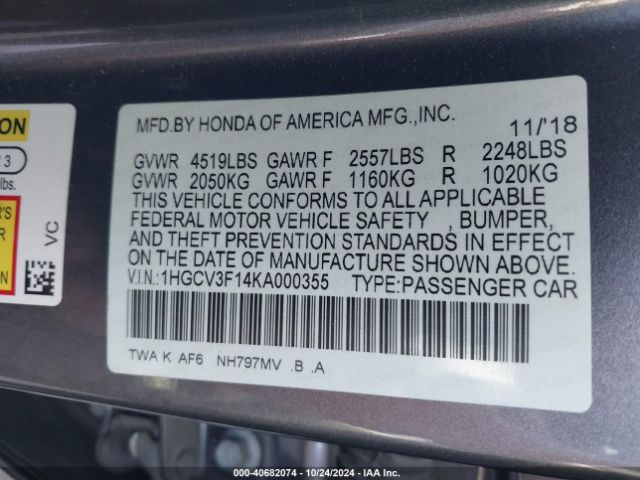 MFD.BY HONDA OF AMERICA MFG.,INC.
11/'18
GVWR 4519LBS GAWR F 2557LBS R 2248LBS
GVWR 2050KG GAWR F 1160KG R 1020KG
THIS VEHICLE CONFORMS TO ALL APPLICABLE
FEDERAL MOTOR VEHICLE SAFETY , BUMPER,
AND THEFT PREVENTION STANDARDS IN EFFECT
ON THE DATE OF MANUFACTURE SHOWN ABOVE.
V.I.N.:1HGCV3F14KA000355 TYPE:PASSENGER CAR
TWA K AF6 NH797MV .B .A
ON
3
lbs.
'S
R
N
VC
000-40682074 | 10/24/2024 | IAA Inc.